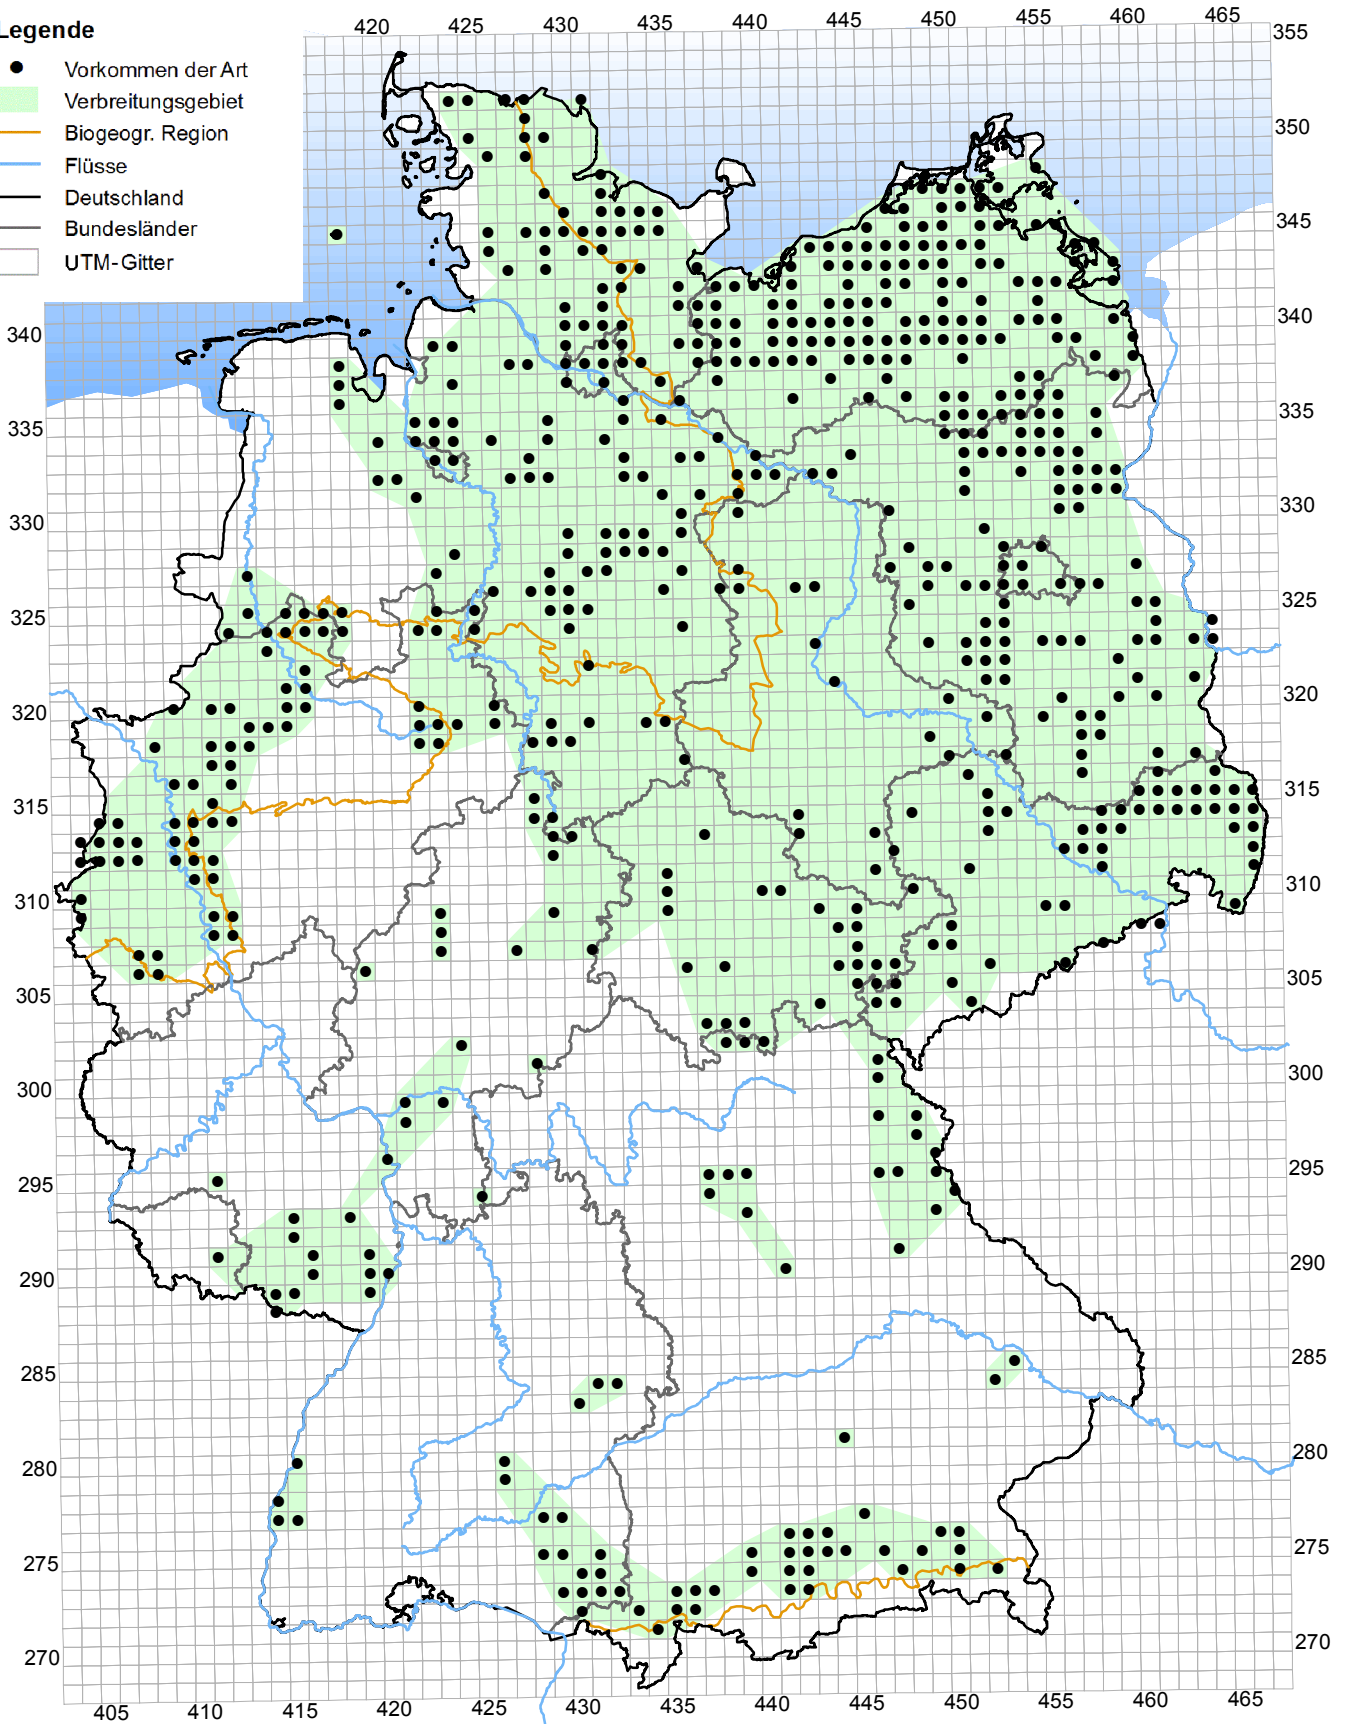 Legende
Vorkommen der Art
Verbreitungsgebiet
Biogeogr. Region
Flüsse
Deutschland
Bundesländer
UTM-Gitter
420 425 430 435 440 445 450 455 460 465
355
350
345
340 340
335 335
330 330
325 325
320 320
315 315
310 310
305 305
300 300
295 295
290 290
285 285
280 280
275 275
270 270
405 410 415 420 425 430 435 440 445 450 455 460 465